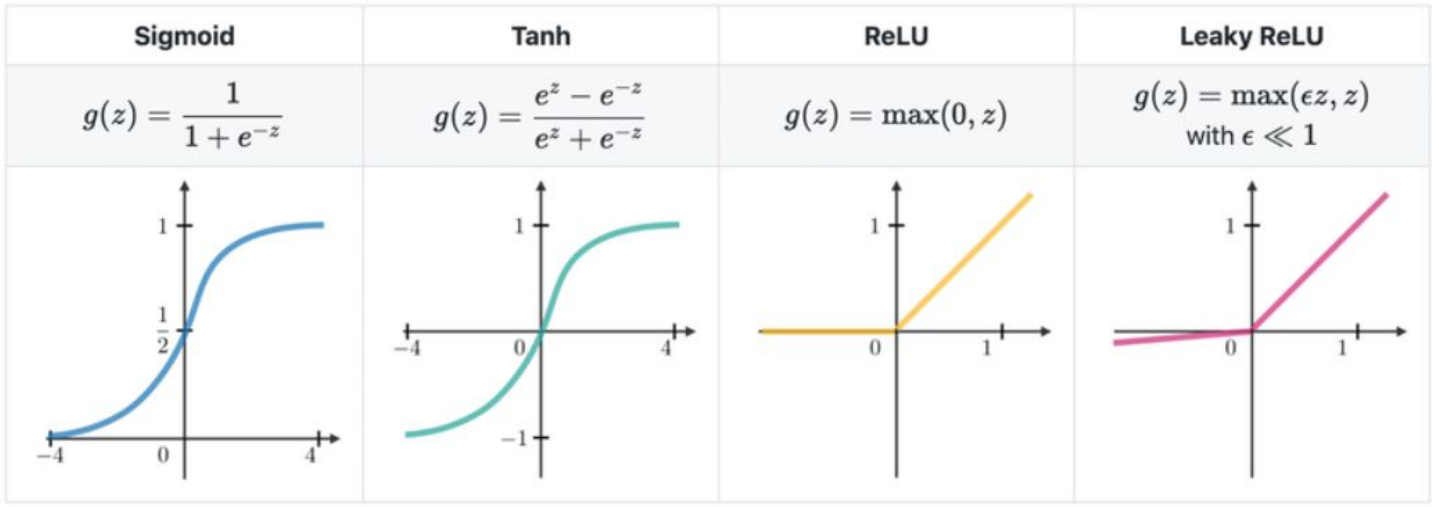 Sigmoid
Tanh
ReLU
Leaky ReLU
g(z) = 1 / (1 + e^{-z})
g(z) = (e^z − e^{-z}) / (e^z + e^{-z})
g(z) = max(0, z)
g(z) = max(ϵz, z)
with ϵ ≪ 1
1
1/2
−4
0
4
1
−4
0
4
−1
1
0
1
1
0
1